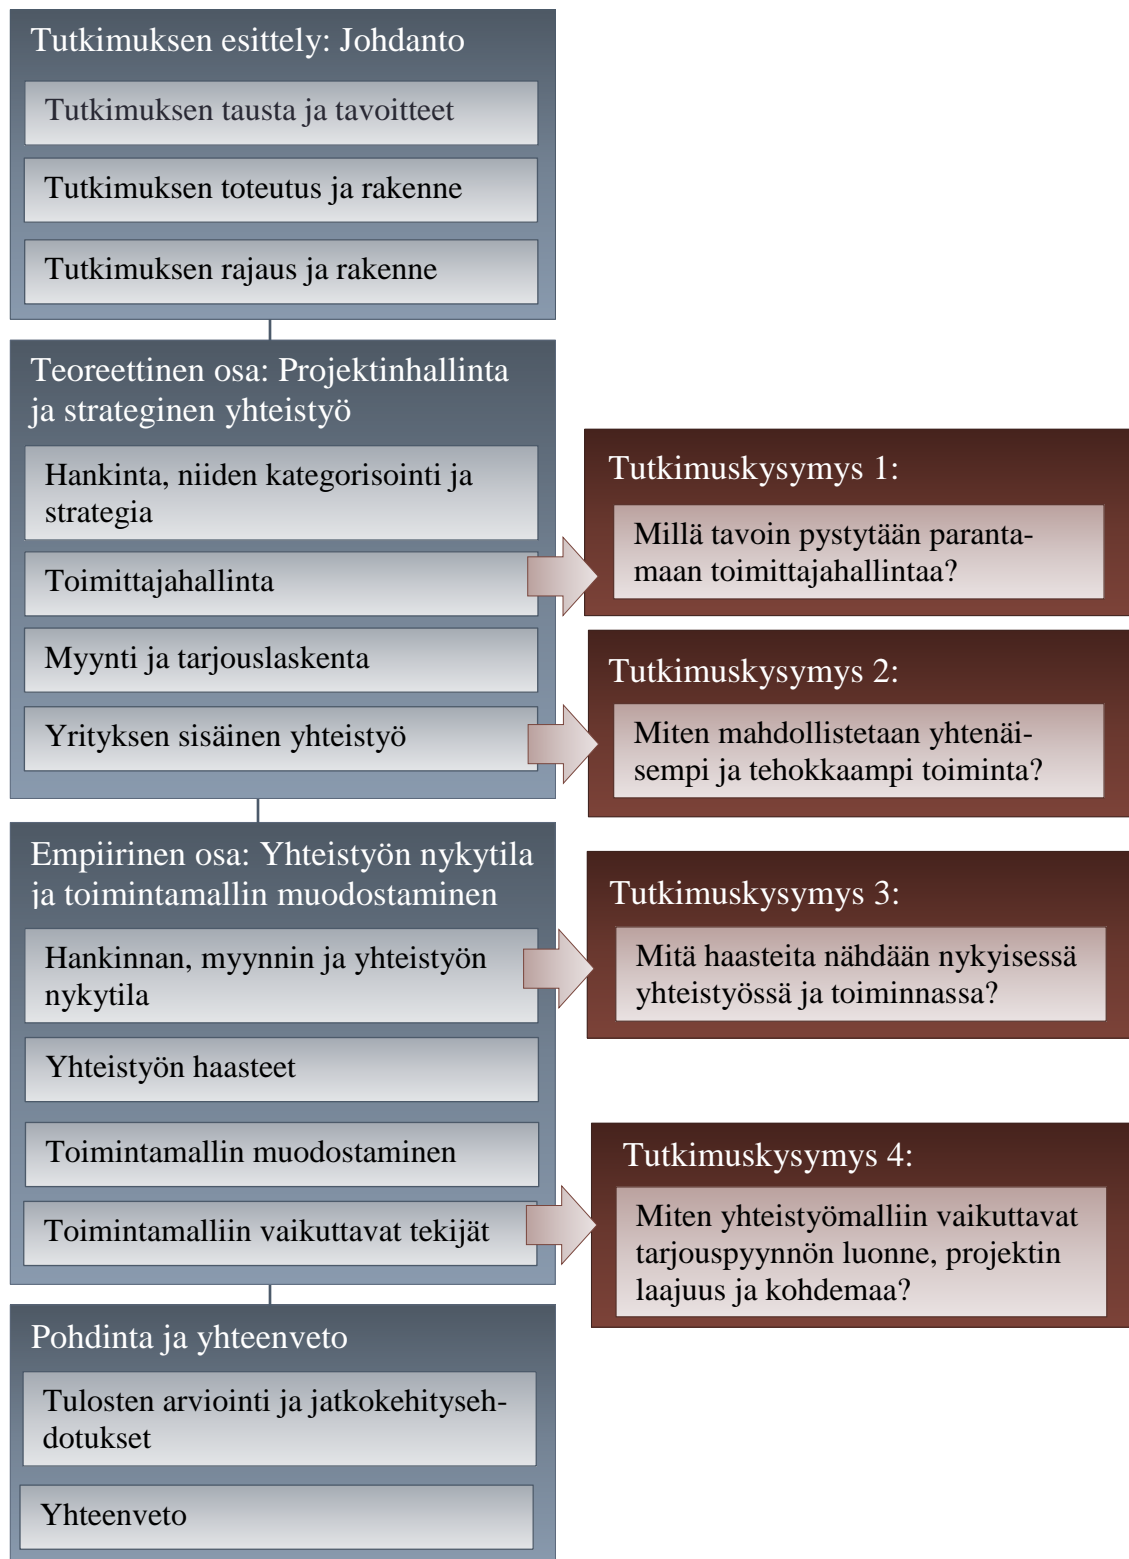 Tutkimuksen esittely: Johdanto
Tutkimuksen tausta ja tavoitteet
Tutkimuksen toteutus ja rakenne
Tutkimuksen rajaus ja rakenne
Teoreettinen osa: Projektinhallinta
ja strateginen yhteistyö
Hankinta, niiden kategorisointi ja
strategia
Toimittajahallinta
Myynti ja tarjouslaskenta
Yrityksen sisäinen yhteistyö
Tutkimuskysymys 1:
Millä tavoin pystytään paranta-
maan toimittajahallintaa?
Tutkimuskysymys 2:
Miten mahdollistetaan yhtenäi-
sempi ja tehokkaampi toiminta?
Empiirinen osa: Yhteistyön nykytila
ja toimintamallin muodostaminen
Hankinnan, myynnin ja yhteistyön
nykytila
Yhteistyön haasteet
Toimintamallin muodostaminen
Toimintamalliin vaikuttavat tekijät
Tutkimuskysymys 3:
Mitä haasteita nähdään nykyisessä
yhteistyössä ja toiminnassa?
Tutkimuskysymys 4:
Miten yhteistyömalliin vaikuttavat
tarjouspyynnön luonne, projektin
laajuus ja kohdemaa?
Pohdinta ja yhteenveto
Tulosten arviointi ja jatkokehityseh-
dotukset
Yhteenveto